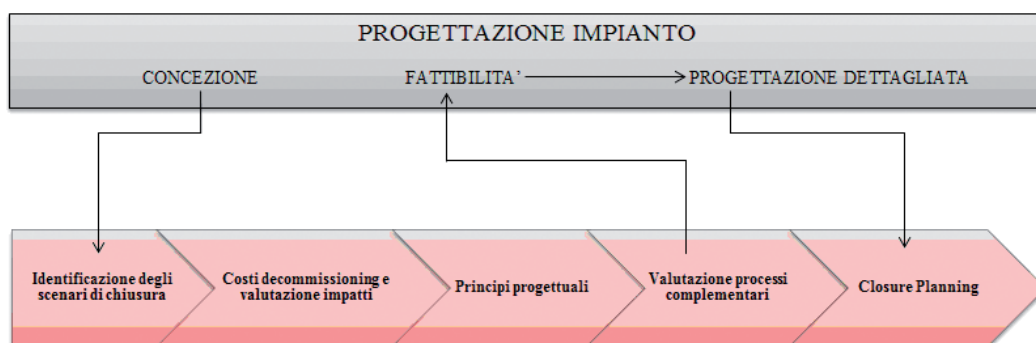 PROGETTAZIONE IMPIANTO
CONCEZIONE
FATTIBILITA’
PROGETTAZIONE DETTAGLIATA
Identificazione degli
scenari di chiusura
Costi decommissioning e
valutazione impatti
Principi progettuali
Valutazione processi
complementari
Closure Planning